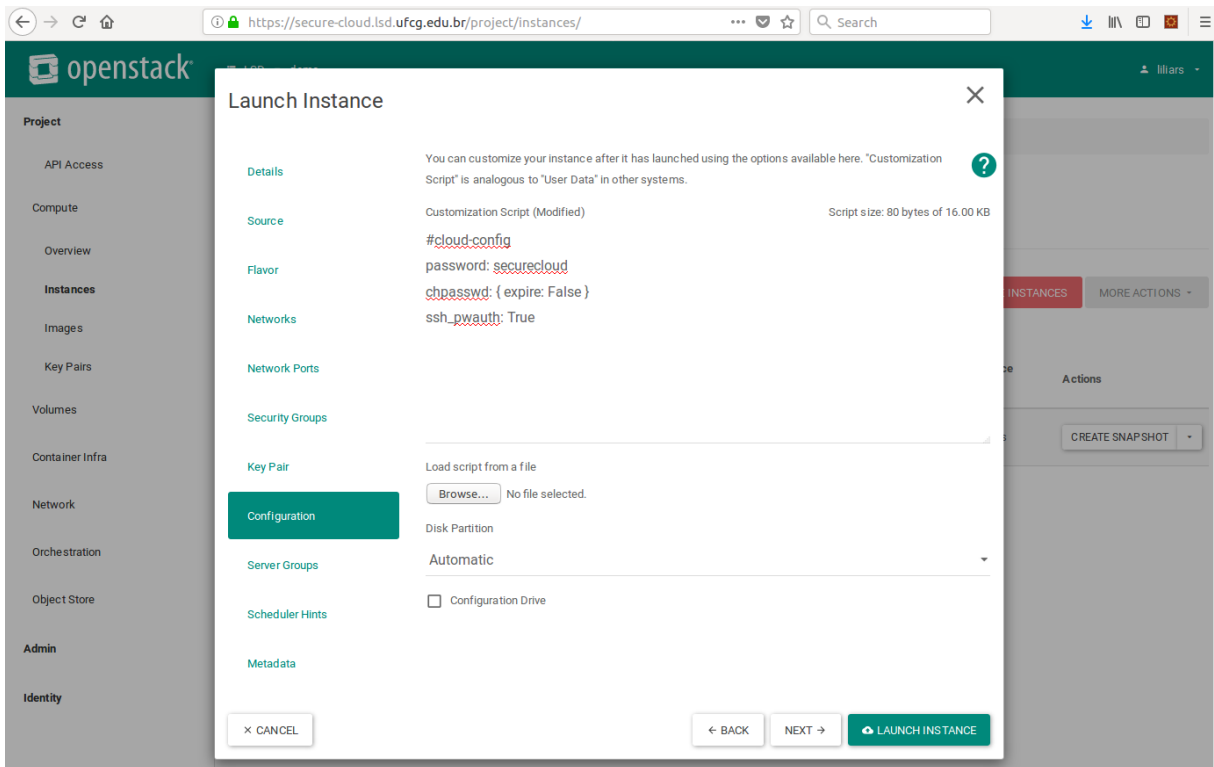 https://secure-cloud.lsd.ufcg.edu.br/project/instances/
Search
openstack
liliars
Project
API Access
Compute
Overview
Instances
Images
Key Pairs
Volumes
Container Infra
Network
Orchestration
Object Store
Admin
Identity
Launch Instance
Details
Source
Flavor
Networks
Network Ports
Security Groups
Key Pair
Configuration
Server Groups
Scheduler Hints
Metadata
You can customize your instance after it has launched using the options available here. "Customization
Script" is analogous to "User Data" in other systems.
Customization Script (Modified)
Script size: 80 bytes of 16.00 KB
#cloud-config
password: securecloud
chpasswd: { expire: False }
ssh_pwauth: True
Load script from a file
Browse... No file selected.
Disk Partition
Automatic
Configuration Drive
× CANCEL
← BACK
NEXT →
LAUNCH INSTANCE
INSTANCES
MORE ACTIONS
Actions
CREATE SNAPSHOT